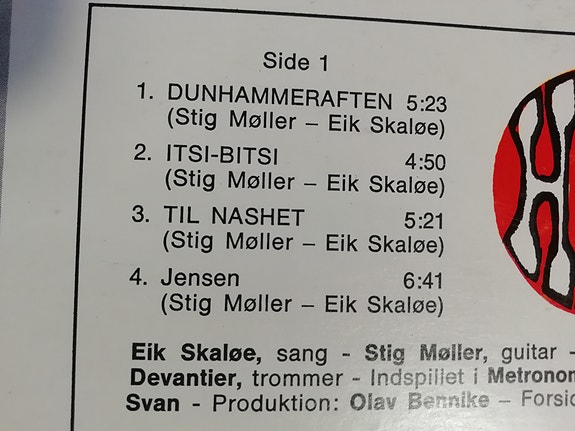 Side 1
1. DUNHAMMERAFTEN 5:23
(Stig Møller – Eik Skaløe)
2. ITSI-BITSI 4:50
(Stig Møller – Eik Skaløe)
3. TIL NASHET 5:21
(Stig Møller – Eik Skaløe)
4. Jensen 6:41
(Stig Møller – Eik Skaløe)
Eik Skaløe, sang - Stig Møller, guitar -
Devantier, trommer - Indspillet i Metronom
Svan - Produktion: Olav Bennike – Forsid